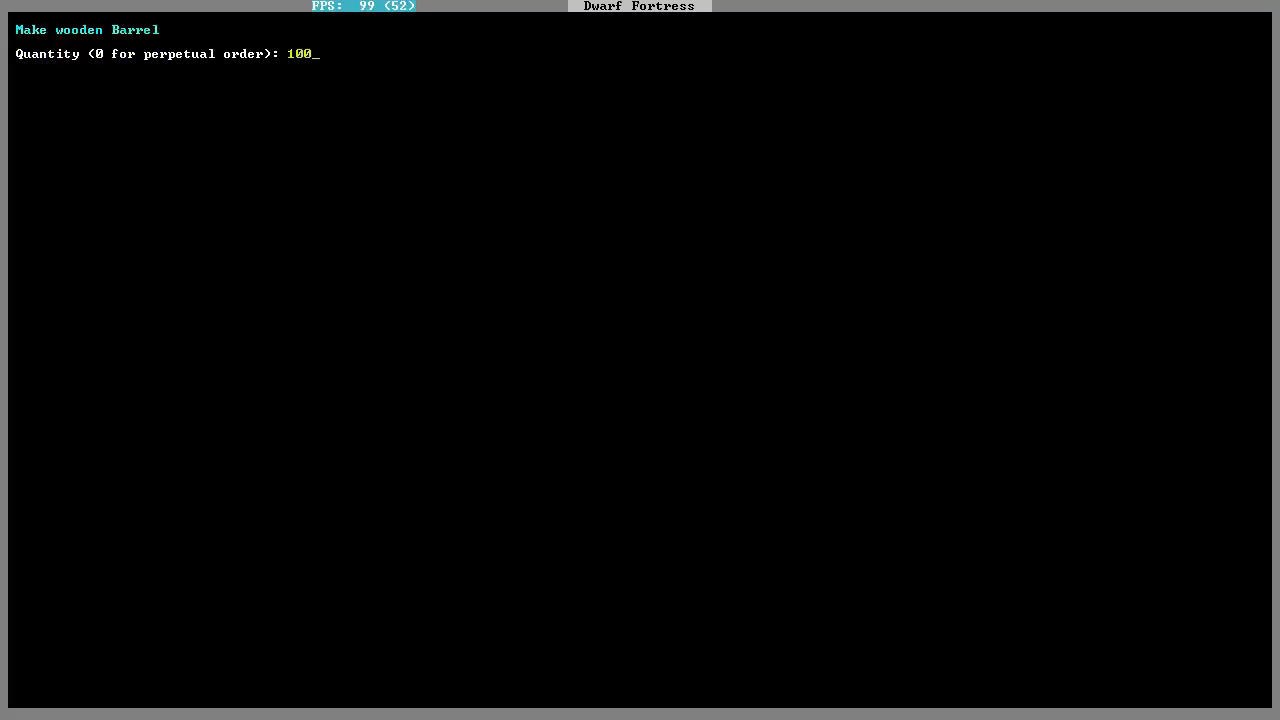 FPS:  99 (52)
Dwarf Fortress
Make wooden Barrel
Quantity (0 for perpetual order): 100_